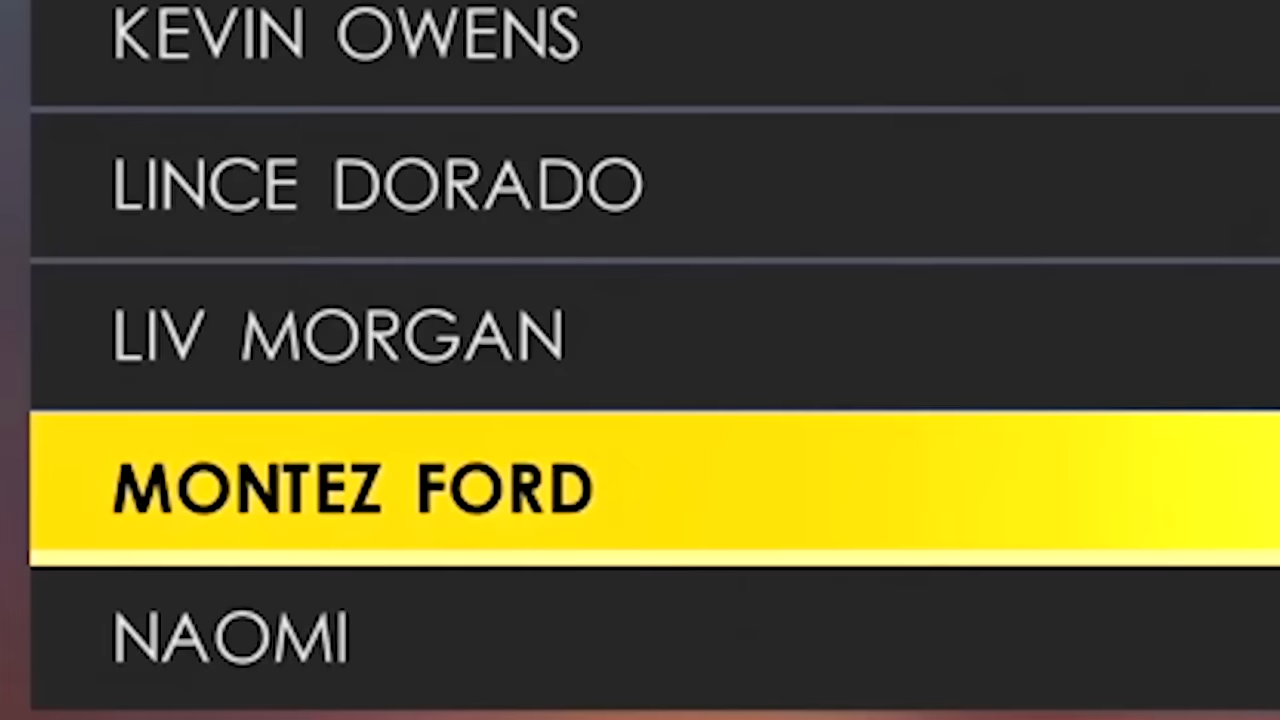 KEVIN OWENS
LINCE DORADO
LIV MORGAN
MONTEZ FORD
NAOMI